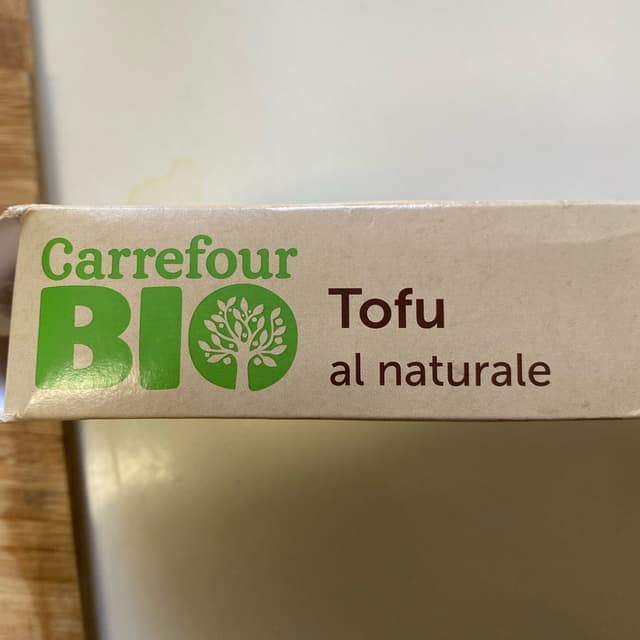 Carrefour
BIO
Tofu
al naturale